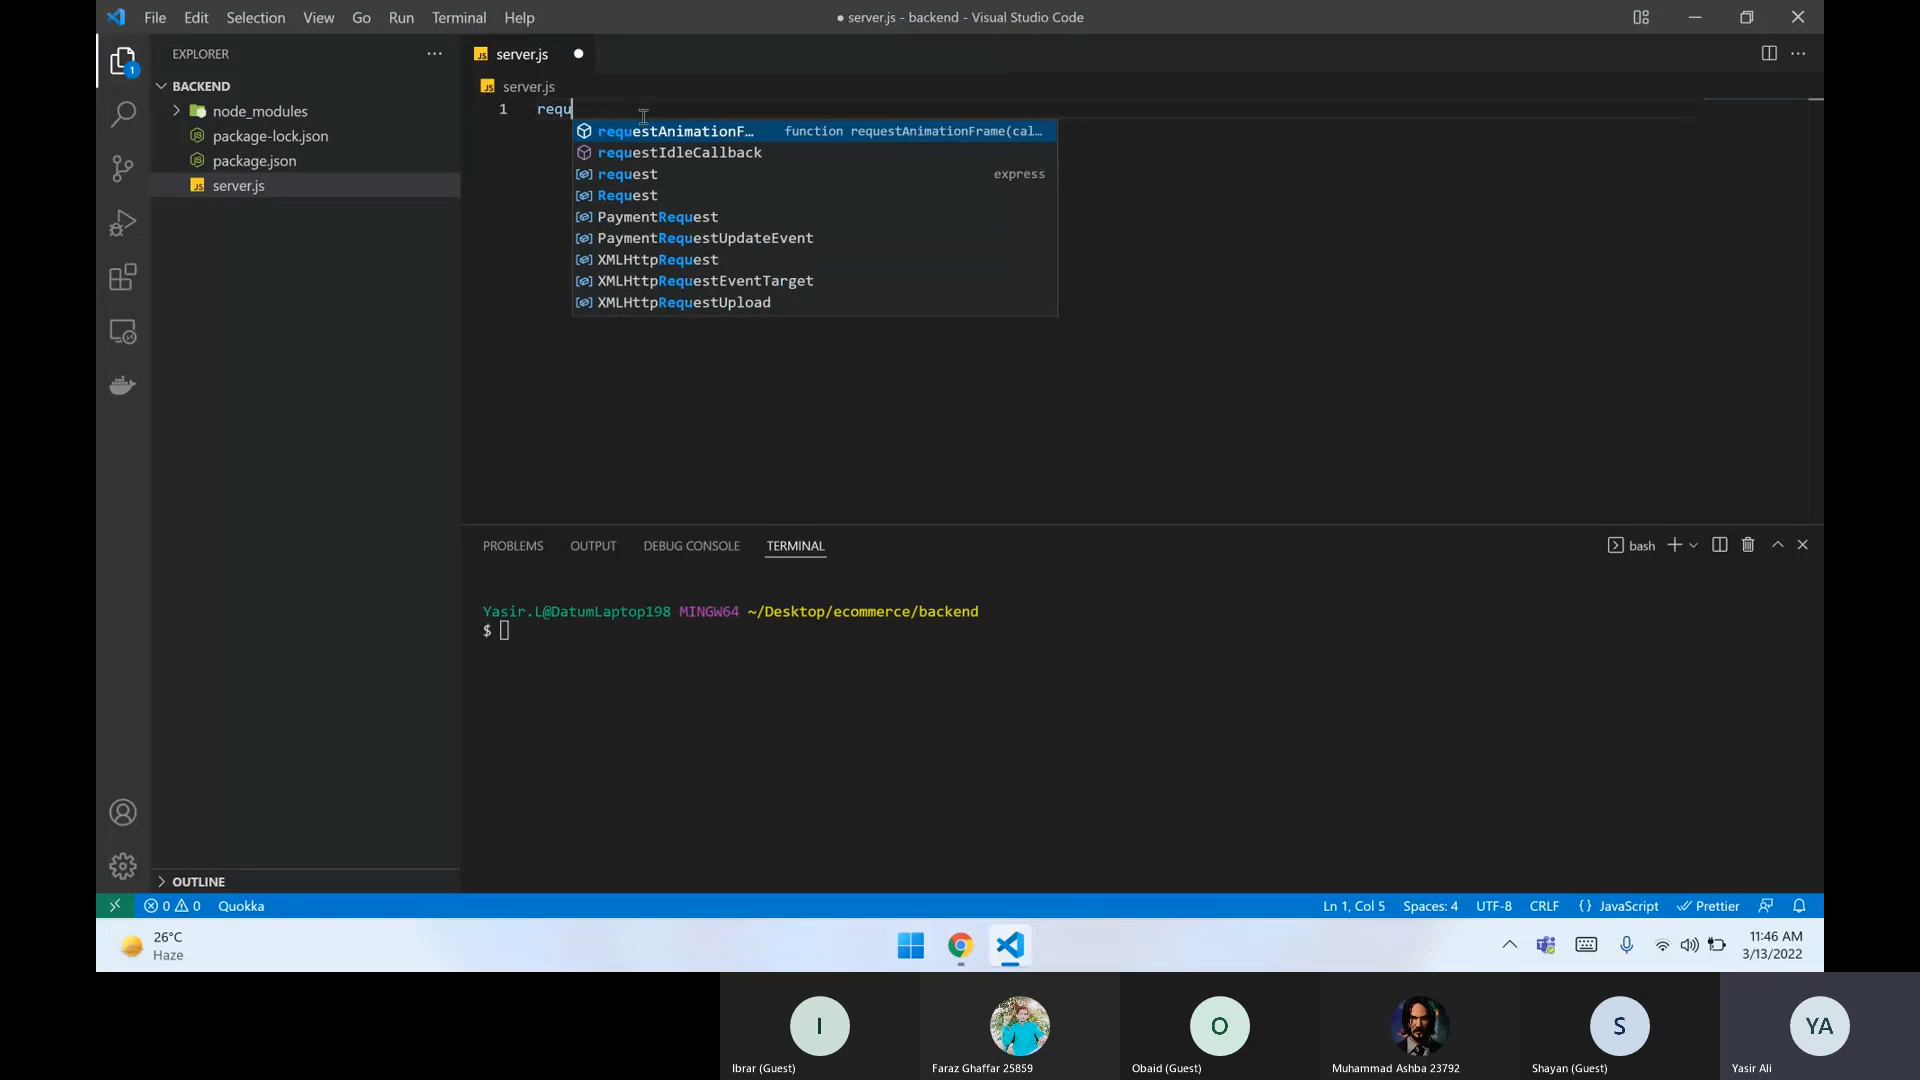 File Edit Selection View Go Run Terminal Help
● server.js - backend - Visual Studio Code
EXPLORER
BACKEND
node_modules
package-lock.json
package.json
JS server.js
OUTLINE
1
JS server.js
JS server.js
1 requ
requestAnimationF… function requestAnimationFrame(cal…
requestIdleCallback
request express
Request
PaymentRequest
PaymentRequestUpdateEvent
XMLHttpRequest
XMLHttpRequestEventTarget
XMLHttpRequestUpload
PROBLEMS OUTPUT DEBUG CONSOLE TERMINAL
bash
Yasir.L@DatumLaptop198 MINGW64 ~/Desktop/ecommerce/backend
$
0 0 Quokka
Ln 1, Col 5 Spaces: 4 UTF-8 CRLF {} JavaScript Prettier
26°C
Haze
11:46 AM
3/13/2022
I
O
S
YA
Ibrar (Guest)
Faraz Ghaffar 25859
Obaid (Guest)
Muhammad Ashba 23792
Shayan (Guest)
Yasir Ali